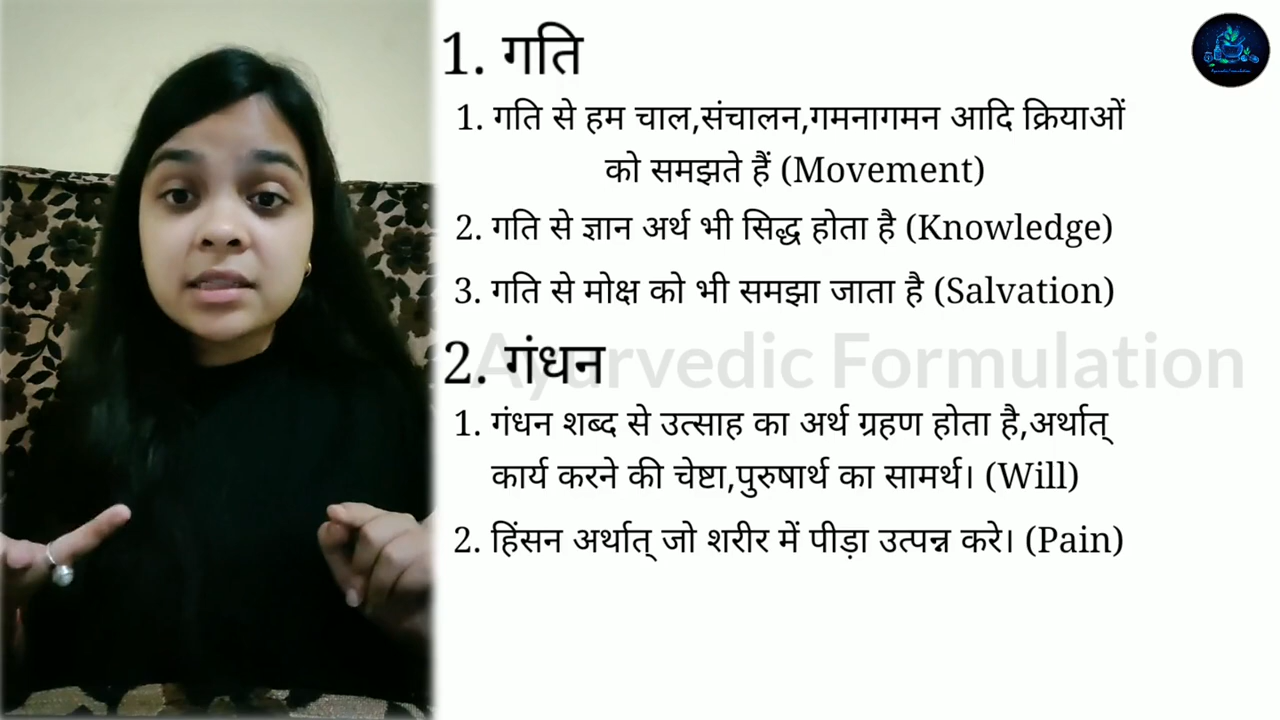 1. गति
1. गति से हम चाल,संचालन,गमनागमन आदि क्रियाओं
को समझते हैं (Movement)
2. गति से ज्ञान अर्थ भी सिद्ध होता है (Knowledge)
3. गति से मोक्ष को भी समझा जाता है (Salvation)
Ayurvedic Formulation
2. गंधन
1. गंधन शब्द से उत्साह का अर्थ ग्रहण होता है,अर्थात्
कार्य करने की चेष्टा,पुरुषार्थ का सामर्थ। (Will)
2. हिंसन अर्थात् जो शरीर में पीड़ा उत्पन्न करे। (Pain)